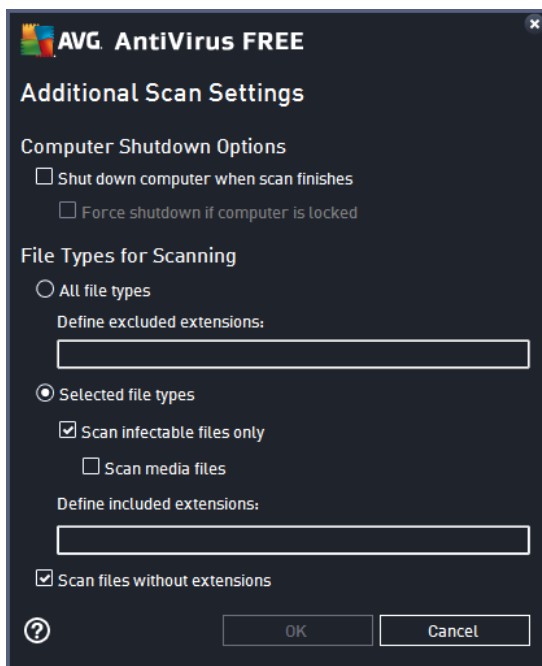 AVG. AntiVirus FREE
Additional Scan Settings
Computer Shutdown Options
Shut down computer when scan finishes
Force shutdown if computer is locked
File Types for Scanning
All file types
Define excluded extensions:
Selected file types
Scan infectable files only
Scan media files
Define included extensions:
Scan files without extensions
? OK Cancel